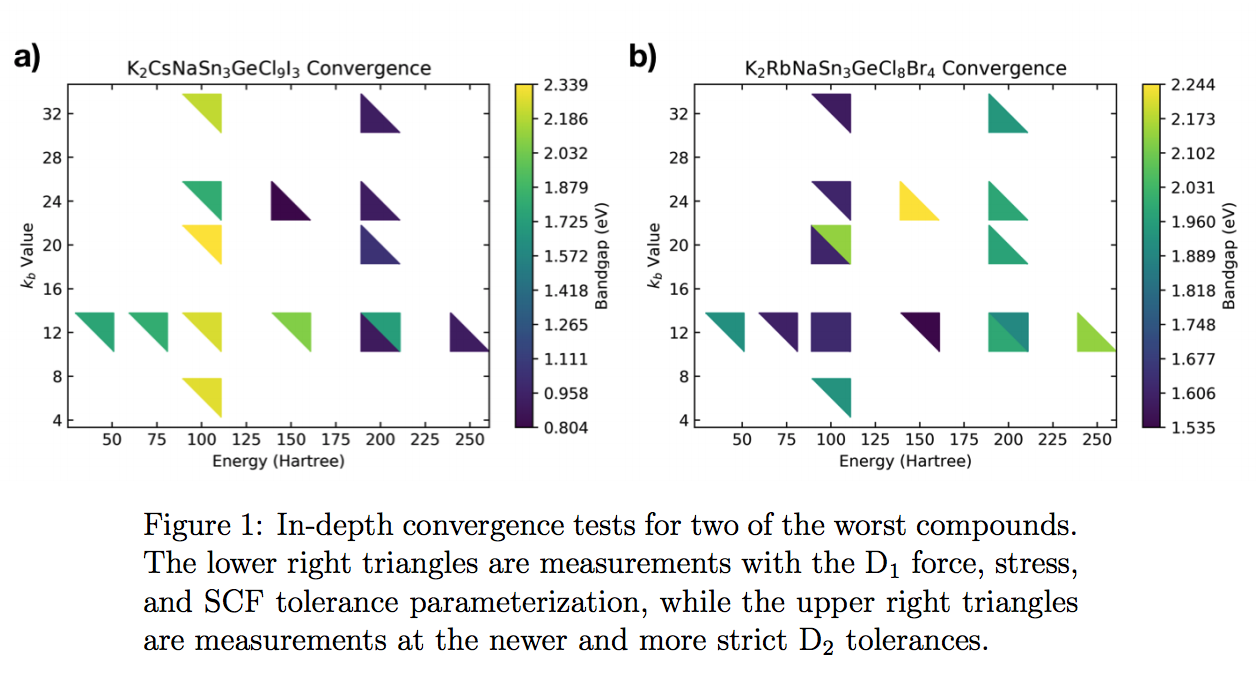 a)
K₂CsNaSn₃GeCl₉I₃ Convergence
32
28
24
20
16
12
8
4
k_b Value
50 75 100 125 150 175 200 225 250
Energy (Hartree)
2.339
2.186
2.032
1.879
1.725
1.572
1.418
1.265
1.111
0.958
0.804
Bandgap (eV)
b)
K₂RbNaSn₃GeCl₈Br₄ Convergence
32
28
24
20
16
12
8
4
k_b Value
50 75 100 125 150 175 200 225 250
Energy (Hartree)
2.244
2.173
2.102
2.031
1.960
1.889
1.818
1.748
1.677
1.606
1.535
Bandgap (eV)
Figure 1: In-depth convergence tests for two of the worst compounds.
The lower right triangles are measurements with the D₁ force, stress,
and SCF tolerance parameterization, while the upper right triangles
are measurements at the newer and more strict D₂ tolerances.